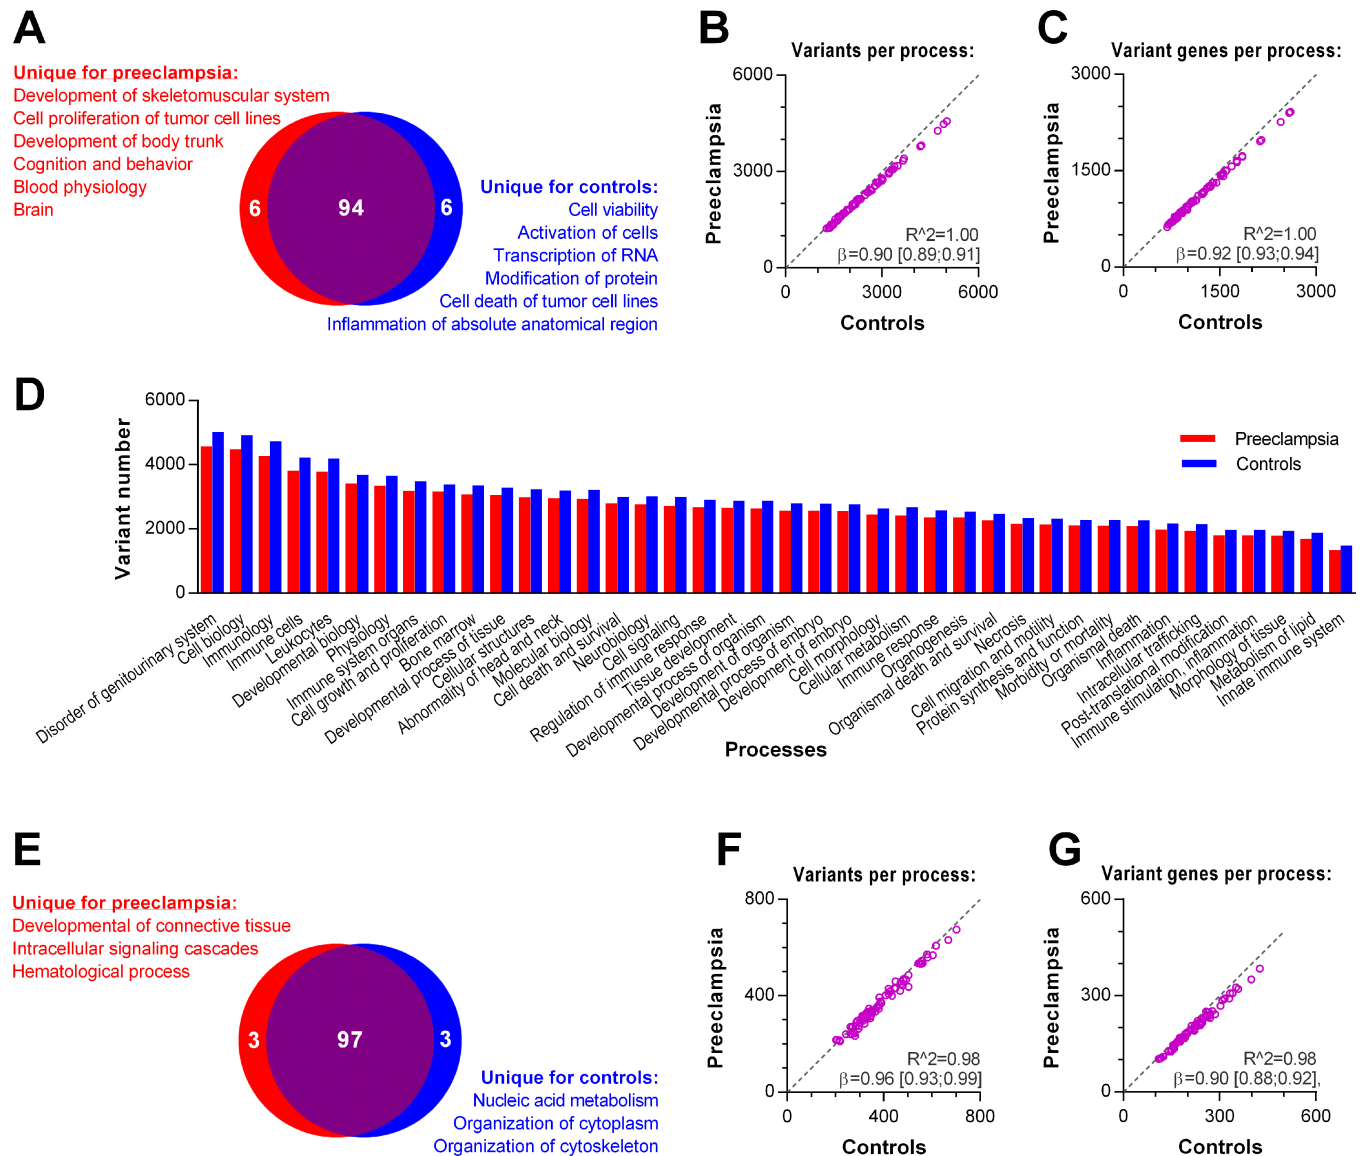 A
Unique for preeclampsia:
Development of skeletomuscular system
Cell proliferation of tumor cell lines
Development of body trunk
Cognition and behavior
Blood physiology
Brain
6
94
6
Unique for controls:
Cell viability
Activation of cells
Transcription of RNA
Modification of protein
Cell death of tumor cell lines
Inflammation of absolute anatomical region
B
Variants per process:
Preeclampsia
6000
3000
0
R^2=1.00
β=0.90 [0.89;0.91]
0
3000
6000
Controls
C
Variant genes per process:
Preeclampsia
3000
1500
0
R^2=1.00
β=0.92 [0.93;0.94]
0
1500
3000
Controls
D
Variant number
6000
4000
2000
0
Preeclampsia
Controls
Disorder of genitourinary system
Cell biology
Immunology
Immune cells
Leukocytes
Developmental biology
Physiology
Immune system organs
Cell growth and proliferation
Bone marrow
Developmental process of tissue
Cellular structures
Abnormality of head and neck
Molecular biology
Cell death and survival
Neurobiology
Cell signaling
Regulation of immune response
Tissue development
Developmental process of organism
Development of organism
Developmental process of embryo
Development of embryo
Cell morphology
Cellular metabolism
Immune response
Organogenesis
Organismal death and survival
Necrosis
Cell migration and motility
Protein synthesis and function
Morbidity or mortality
Organismal death
Inflammation
Intracellular trafficking
Post-translational modification
Immune stimulation, inflammation
Morphology of tissue
Metabolism of lipid
Innate immune system
Processes
E
Unique for preeclampsia:
Developmental of connective tissue
Intracellular signaling cascades
Hematological process
3
97
3
Unique for controls:
Nucleic acid metabolism
Organization of cytoplasm
Organization of cytoskeleton
F
Variants per process:
Preeclampsia
800
400
0
R^2=0.98
β=0.96 [0.93;0.99]
0
400
800
Controls
G
Variant genes per process:
Preeclampsia
600
300
0
R^2=0.98
β=0.90 [0.88;0.92],
0
300
600
Controls